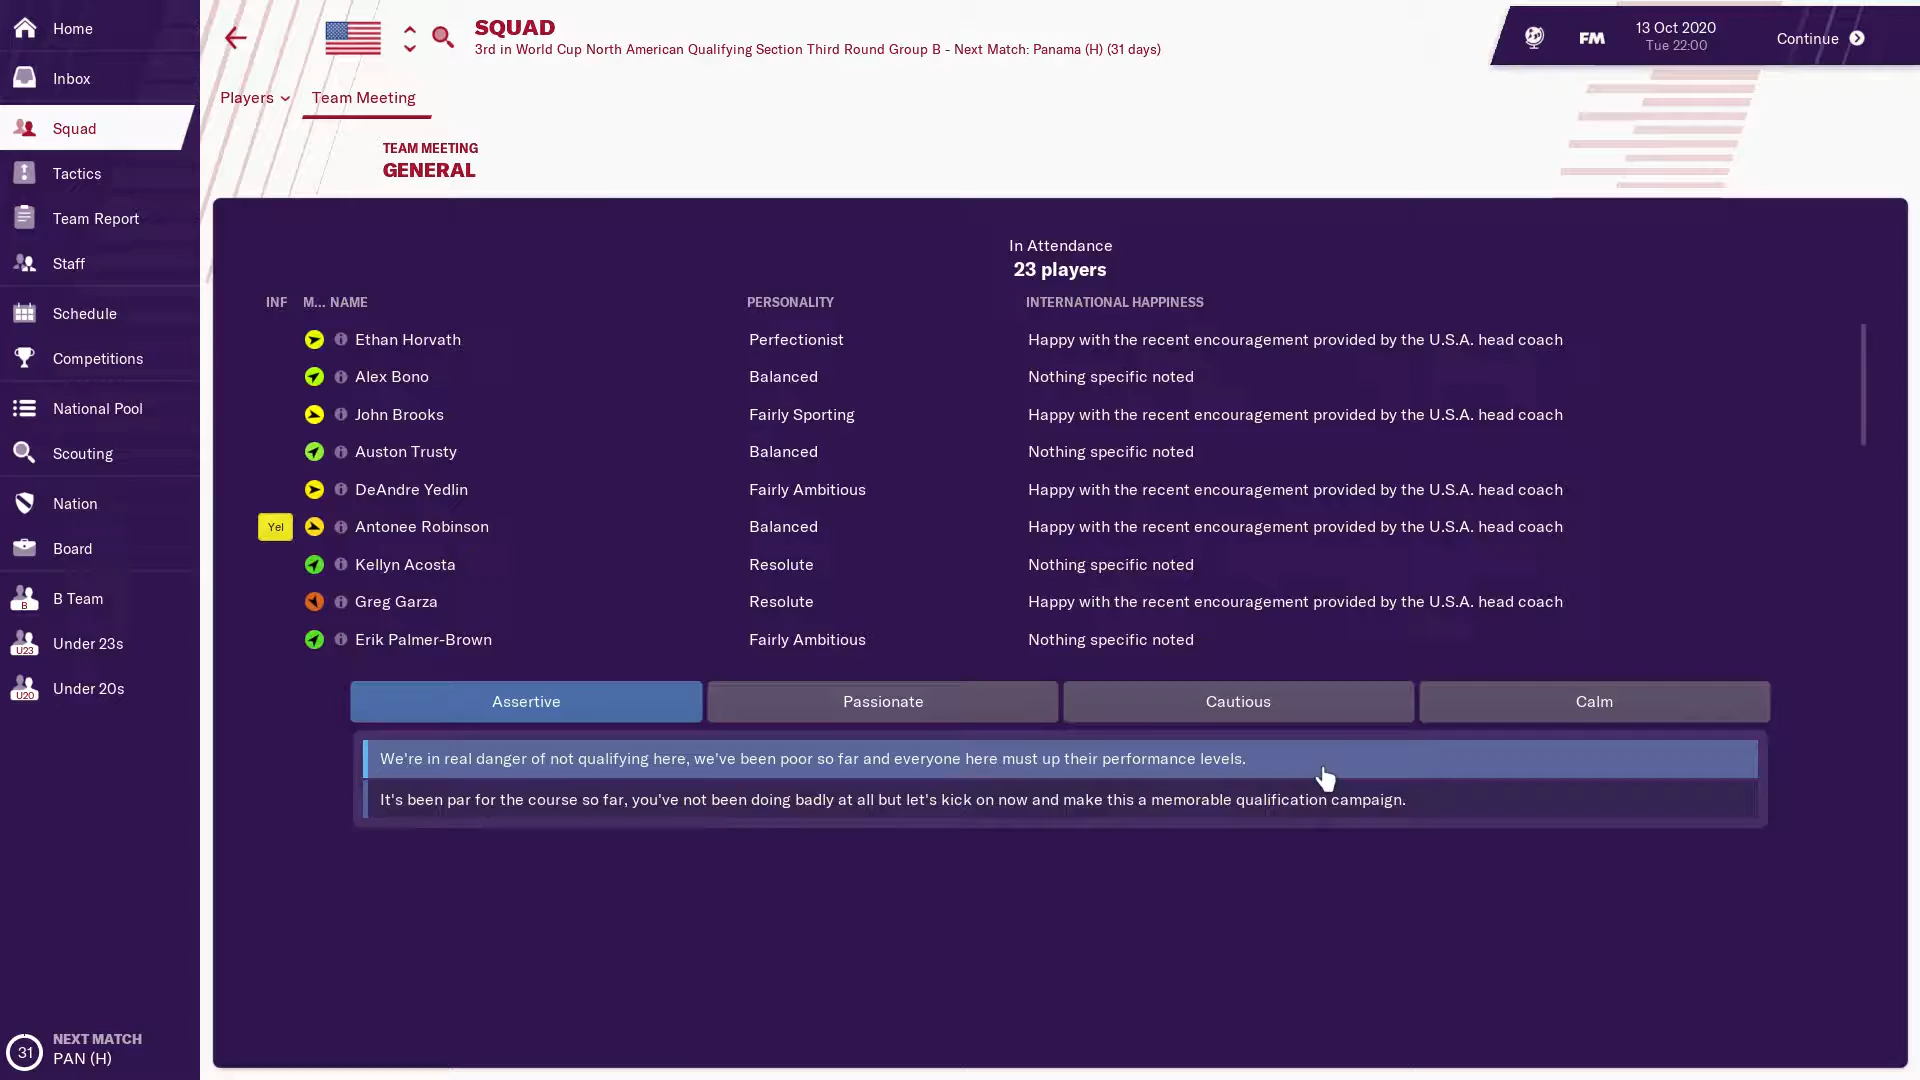 Home
Inbox
Squad
Tactics
Team Report
Staff
Schedule
Competitions
National Pool
Scouting
Nation
Board
B
B Team
U23
Under 23s
U20
Under 20s
31
NEXT MATCH
PAN (H)
SQUAD
3rd in World Cup North American Qualifying Section Third Round Group B - Next Match: Panama (H) (31 days)
FM
13 Oct 2020
Tue 22:00
Continue
Players
Team Meeting
TEAM MEETING
GENERAL
In Attendance
23 players
INF M... NAME PERSONALITY INTERNATIONAL HAPPINESS
Ethan Horvath Perfectionist Happy with the recent encouragement provided by the U.S.A. head coach
Alex Bono Balanced Nothing specific noted
John Brooks Fairly Sporting Happy with the recent encouragement provided by the U.S.A. head coach
Auston Trusty Balanced Nothing specific noted
DeAndre Yedlin Fairly Ambitious Happy with the recent encouragement provided by the U.S.A. head coach
Yel Antonee Robinson Balanced Happy with the recent encouragement provided by the U.S.A. head coach
Kellyn Acosta Resolute Nothing specific noted
Greg Garza Resolute Happy with the recent encouragement provided by the U.S.A. head coach
Erik Palmer-Brown Fairly Ambitious Nothing specific noted
Assertive Passionate Cautious Calm
We're in real danger of not qualifying here, we've been poor so far and everyone here must up their performance levels.
It's been par for the course so far, you've not been doing badly at all but let's kick on now and make this a memorable qualification campaign.